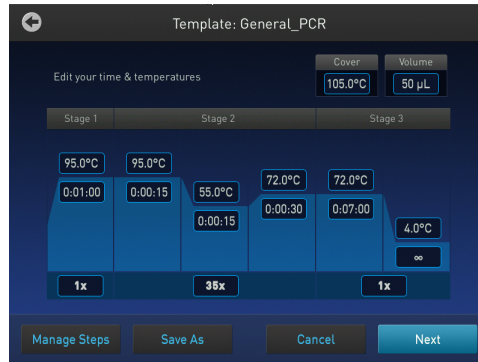 Template: General_PCR
Edit your time & temperatures
Cover
105.0°C
Volume
50 µL
Stage 1
Stage 2
Stage 3
95.0°C
0:01:00
95.0°C
0:00:15
55.0°C
0:00:15
72.0°C
0:00:30
72.0°C
0:07:00
4.0°C
∞
1x
35x
1x
Manage Steps
Save As
Cancel
Next